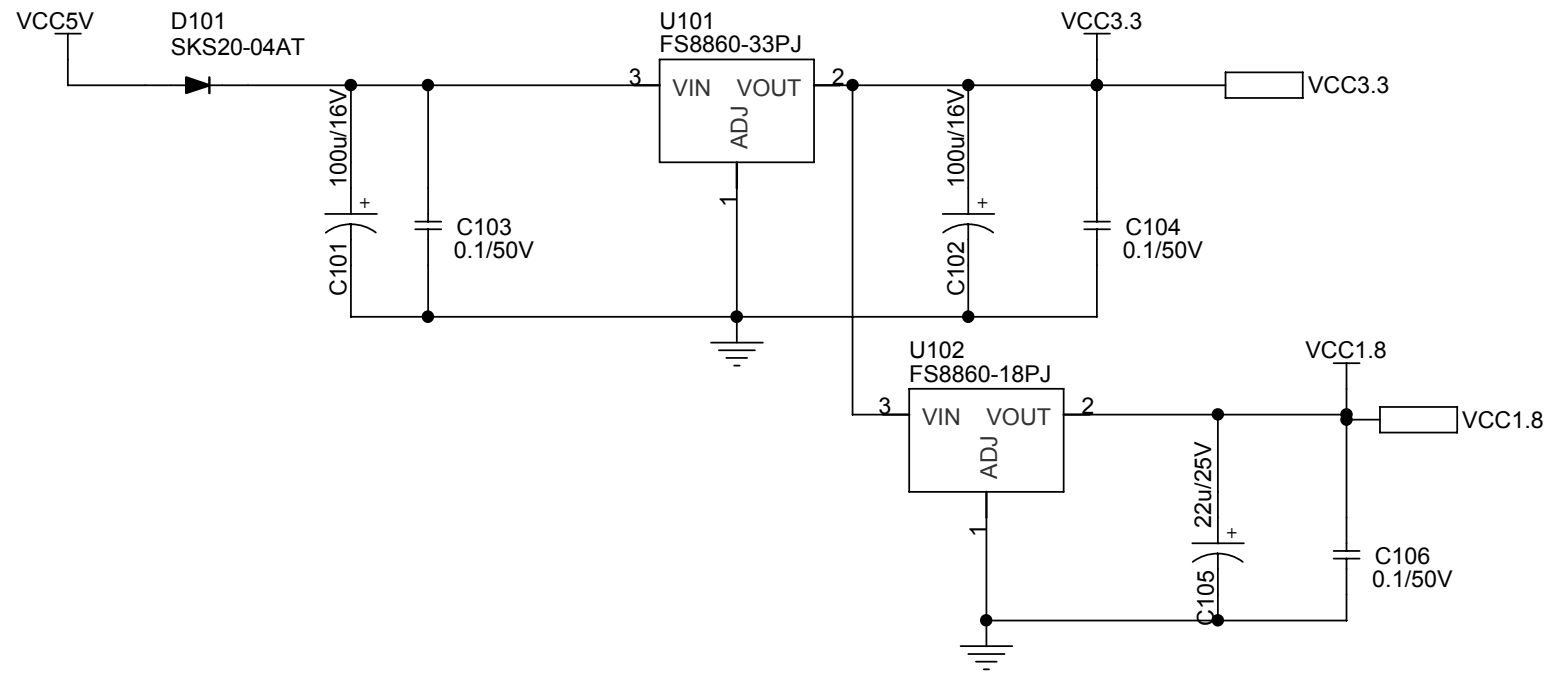 VCC5V
D101
SKS20-04AT
U101
FS8860-33PJ
VCC3.3
3
VIN
VOUT
2
ADJ
1
VCC3.3
100u/16V
+
C101
C103
0.1/50V
100u/16V
+
C102
C104
0.1/50V
U102
FS8860-18PJ
VCC1.8
3
VIN
VOUT
2
ADJ
1
VCC1.8
22u/25V
+
C105
C106
0.1/50V